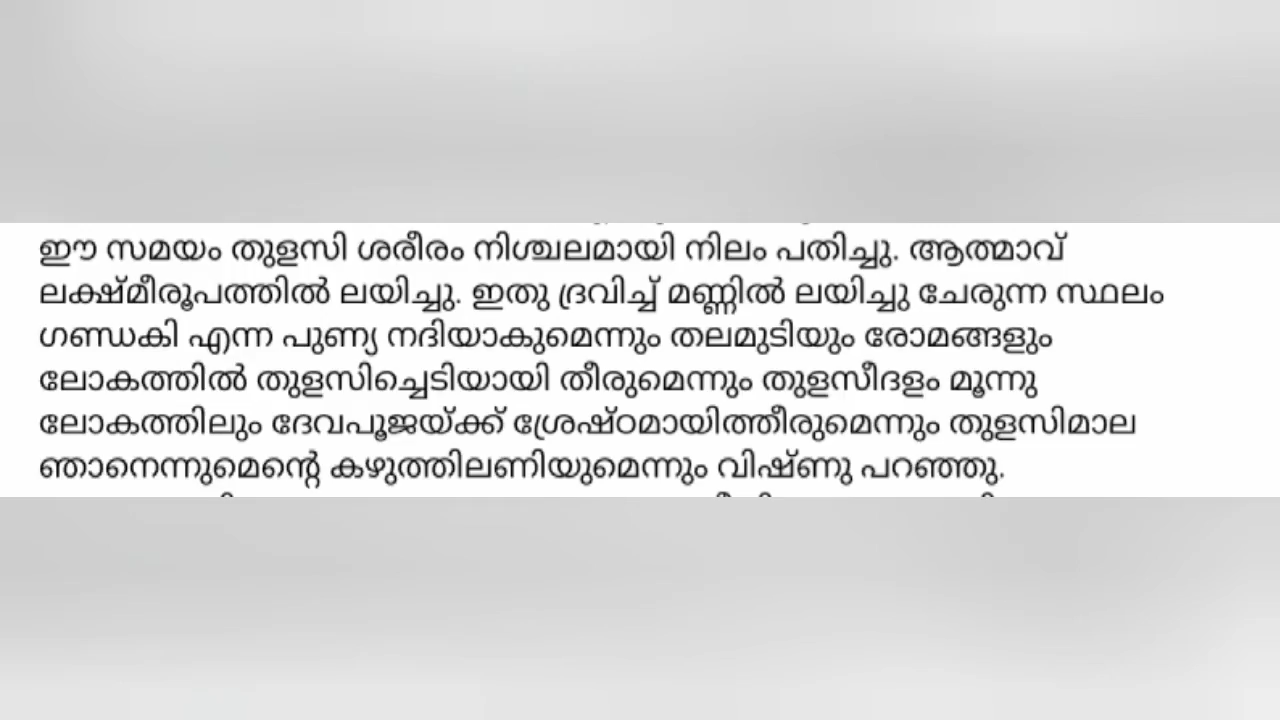 ഈ സമയം തുളസി ശരീരം നിശ്ചലമായി നിലം പതിച്ചു. ആത്മാവ്
ലക്ഷ്മീരൂപത്തിൽ ലയിച്ചു. ഇതു ദ്രവിച്ച് മണ്ണിൽ ലയിച്ചു ചേരുന്ന സ്ഥലം
ഗണ്ഡകി എന്ന പുണ്യ നദിയാകുമെന്നും തലമുടിയും രോമങ്ങളും
ലോകത്തിൽ തുളസിച്ചെടിയായി തീരുമെന്നും തുളസീദളം മൂന്നു
ലോകത്തിലും ദേവപൂജയ്ക്ക് ശ്രേഷ്ഠമായിത്തീരുമെന്നും തുളസിമാല
ഞാനെന്നുമെന്റെ കഴുത്തിലണിയുമെന്നും വിഷ്ണു പറഞ്ഞു.